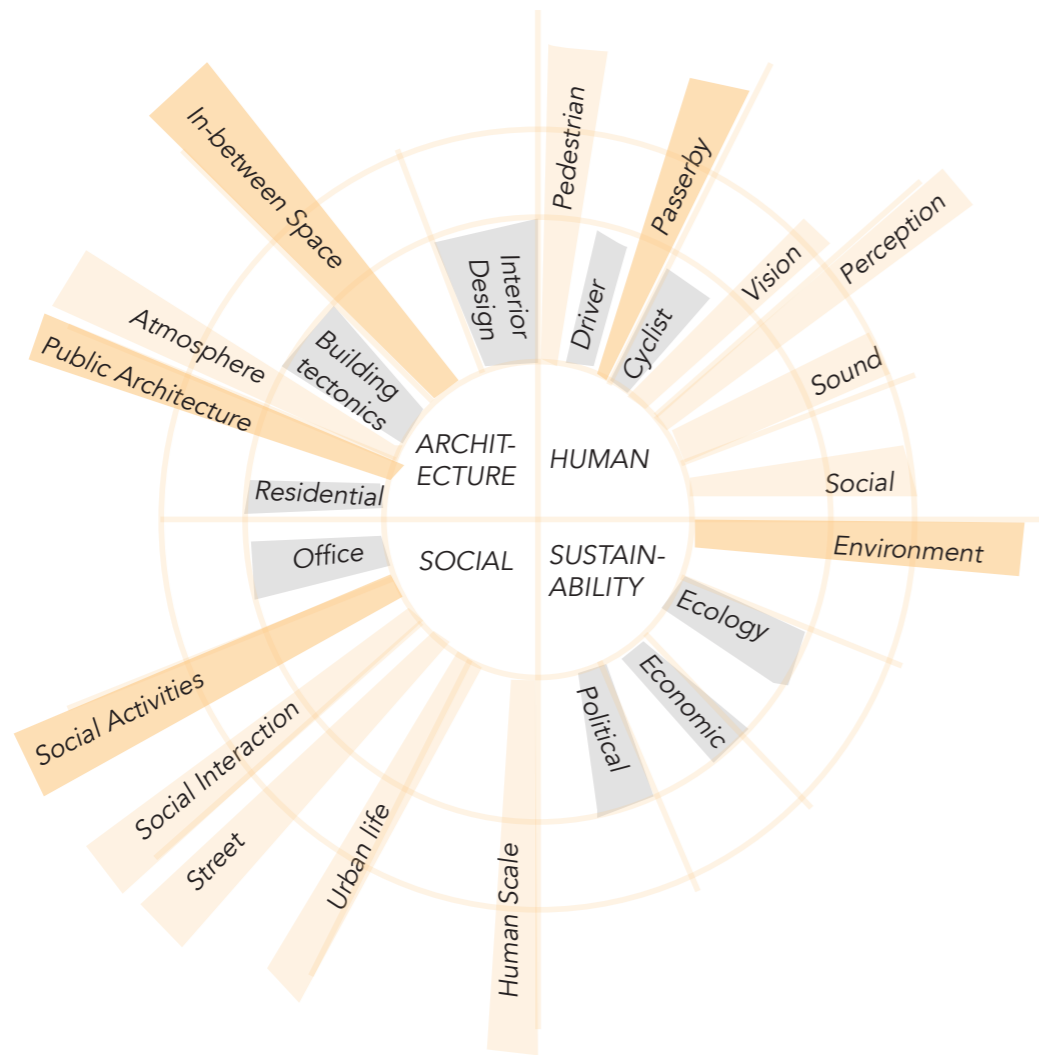 ARCHIT-
ECTURE
HUMAN
SOCIAL
SUSTAIN-
ABILITY
Pedestrian
Driver
Passerby
Cyclist
Vision
Perception
Sound
Social
Environment
Ecology
Economic
Political
Human Scale
Urban life
Street
Social Interaction
Social Activities
Office
Residential
Public Architecture
Atmosphere
Building
tectonics
In-between Space
Interior
Design